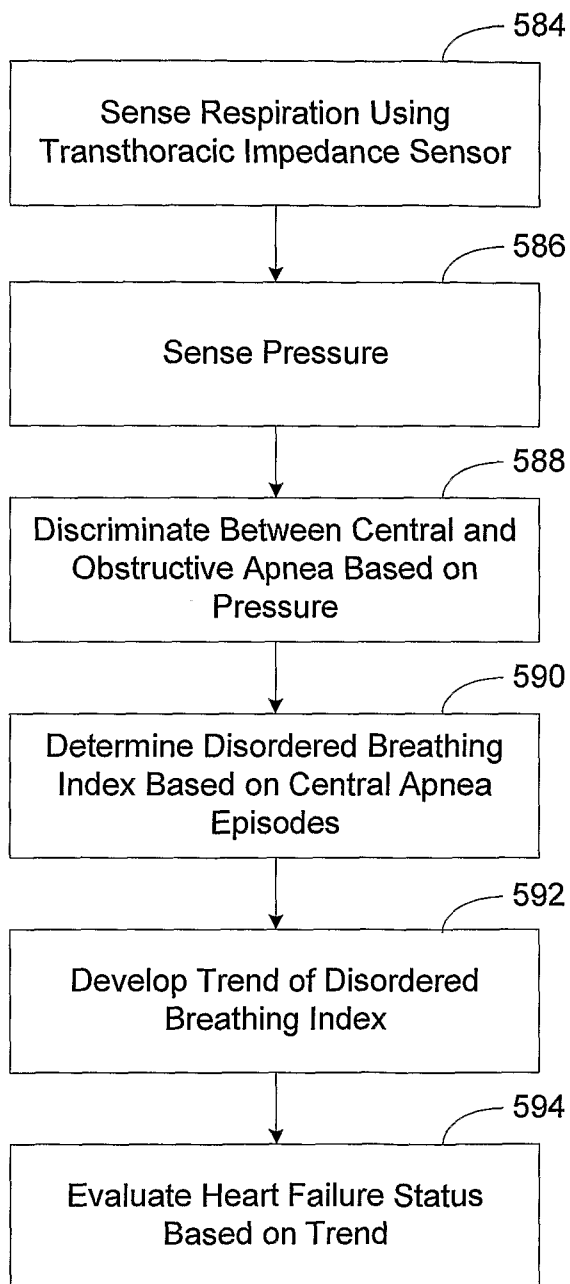 584
Sense Respiration Using
Transthoracic Impedance Sensor
586
Sense Pressure
588
Discriminate Between Central and
Obstructive Apnea Based on
Pressure
590
Determine Disordered Breathing
Index Based on Central Apnea
Episodes
592
Develop Trend of Disordered
Breathing Index
594
Evaluate Heart Failure Status
Based on Trend